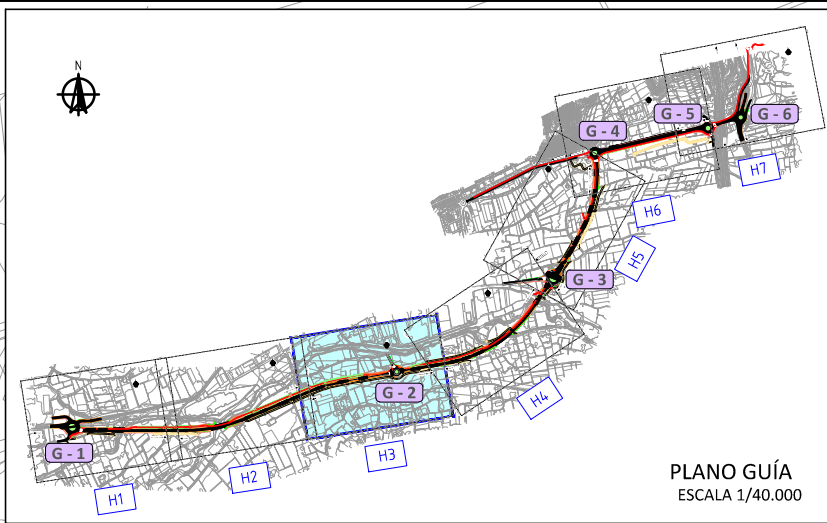 N
G - 5
G - 6
G - 4
H7
H6
H5
G - 3
G - 2
H4
G - 1
H3
H2
H1
PLANO GUÍA
ESCALA 1/40.000